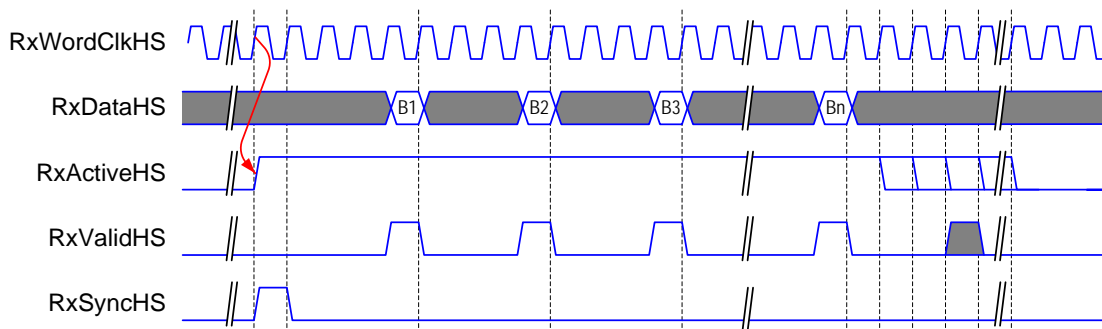 RxWordClkHS
RxDataHS B1 B2 B3 Bn
RxActiveHS
RxValidHS
RxSyncHS